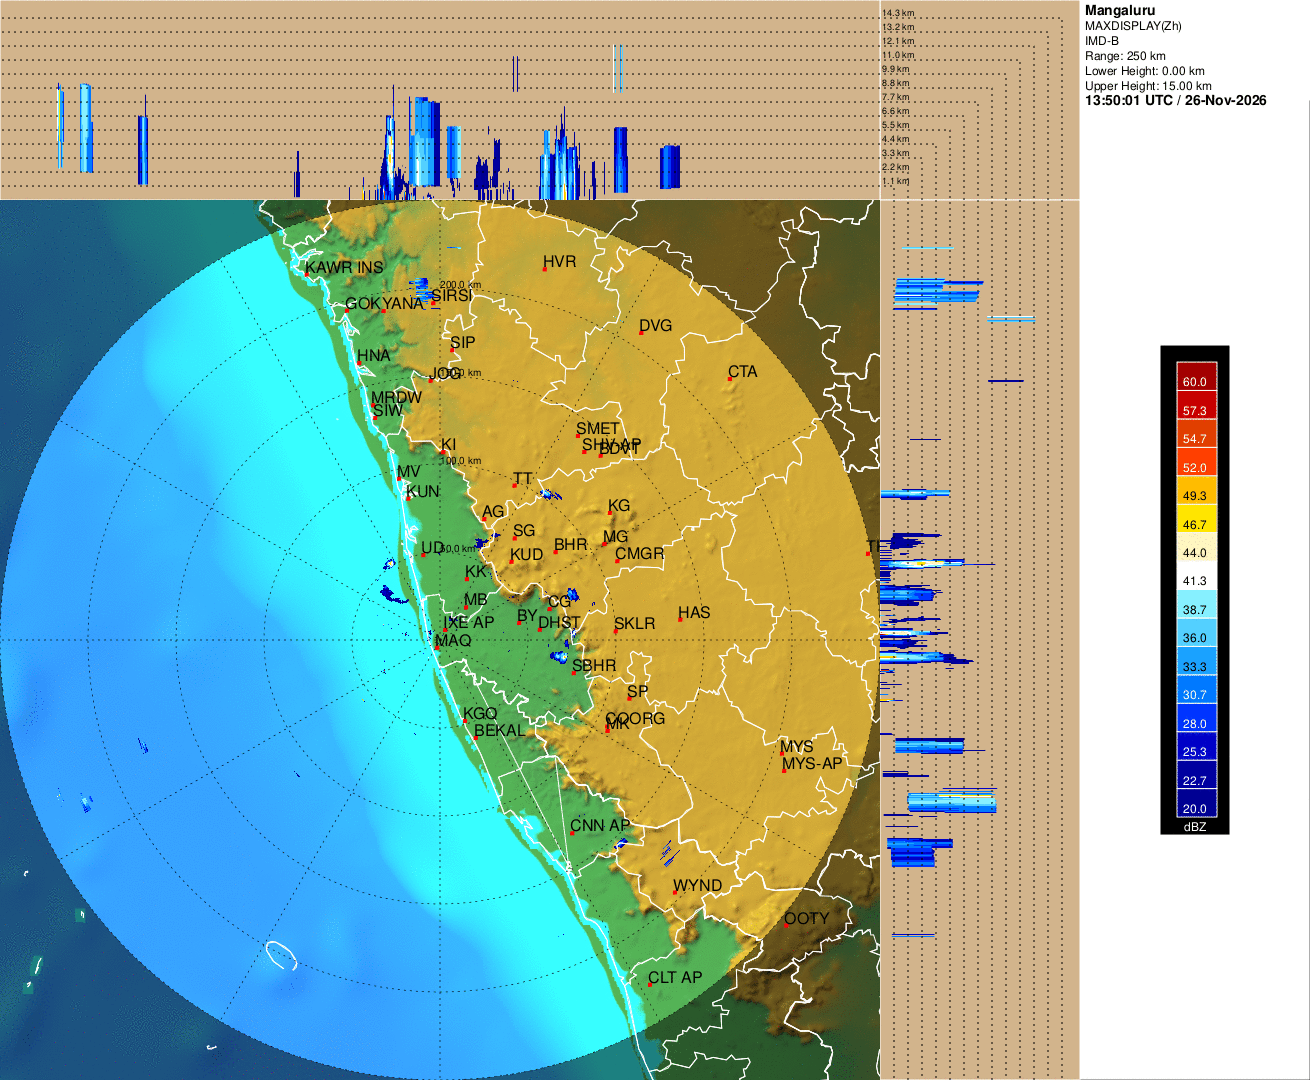 14.3 km
13.2 km
12.1 km
11.0 km
9.9 km
8.8 km
7.7 km
6.6 km
5.5 km
4.4 km
3.3 km
2.2 km
1.1 km
Mangaluru
MAXDISPLAY(Zh)
IMD-B
Range: 250 km
Lower Height: 0.00 km
Upper Height: 15.00 km
13:50:01 UTC / 26-Nov-2026
KAWR INS
HVR
200.0 km
SIRSI
GOKYANA
DVG
SIP
HNA
JOG
CTA
MRDW
SIW
SMET
SHV-AP
BDVT
KI
100.0 km
MV
TT
KUN
AG
KG
SG
MG
UD
50.0 km
KUD
BHR
CMGR
KK
MB
CG
IXE AP
BY
DHST
SKLR
HAS
MAQ
SBHR
SP
KGQ
COORG
MK
BEKAL
MYS
MYS-AP
CNN AP
WYND
OOTY
CLT AP
60.0
57.3
54.7
52.0
49.3
46.7
44.0
41.3
38.7
36.0
33.3
30.7
28.0
25.3
22.7
20.0
dBZ